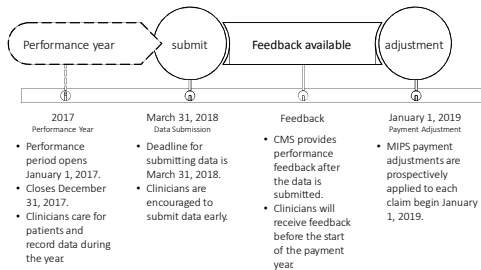 Performance year
submit
Feedback available
adjustment
2017
Performance Year
• Performance
period opens
January 1, 2017.
• Closes December
31, 2017.
• Clinicians care for
patients and
record data during
the year.
March 31, 2018
Data Submission
• Deadline for
submitting data is
March 31, 2018.
• Clinicians are
encouraged to
submit data early.
Feedback
• CMS provides
performance
feedback after
the data is
submitted.
• Clinicians will
receive feedback
before the start
of the payment
year.
January 1, 2019
Payment Adjustment
• MIPS payment
adjustments are
prospectively
applied to each
claim begin January
1, 2019.